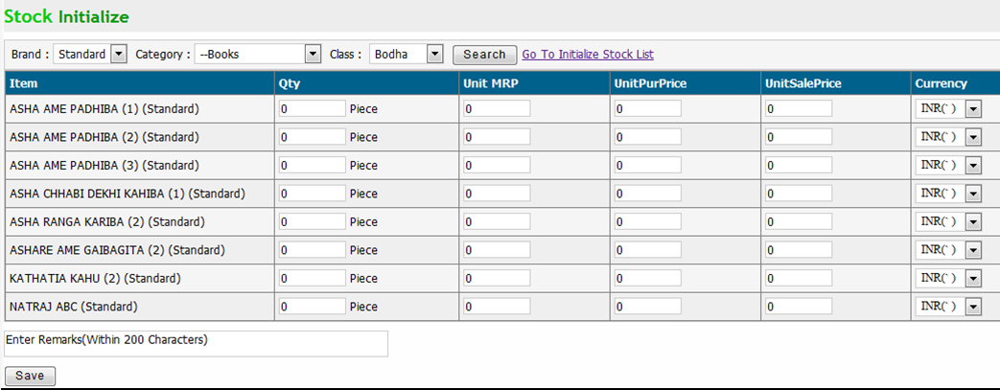 Stock Initialize
Brand : Standard Category : --Books Class : Bodha Search Go To Initialize Stock List
Item Qty Unit MRP UnitPurPrice UnitSalePrice Currency
ASHA AME PADHIBA (1) (Standard) 0 Piece 0 0 0 INR(` )
ASHA AME PADHIBA (2) (Standard) 0 Piece 0 0 0 INR(` )
ASHA AME PADHIBA (3) (Standard) 0 Piece 0 0 0 INR(` )
ASHA CHHABI DEKHI KAHIBA (1) (Standard) 0 Piece 0 0 0 INR(` )
ASHA RANGA KARIBA (2) (Standard) 0 Piece 0 0 0 INR(` )
ASHARE AME GAIBAGITA (2) (Standard) 0 Piece 0 0 0 INR(` )
KATHATIA KAHU (2) (Standard) 0 Piece 0 0 0 INR(` )
NATRAJ ABC (Standard) 0 Piece 0 0 0 INR(` )
Enter Remarks(Within 200 Characters)
Save